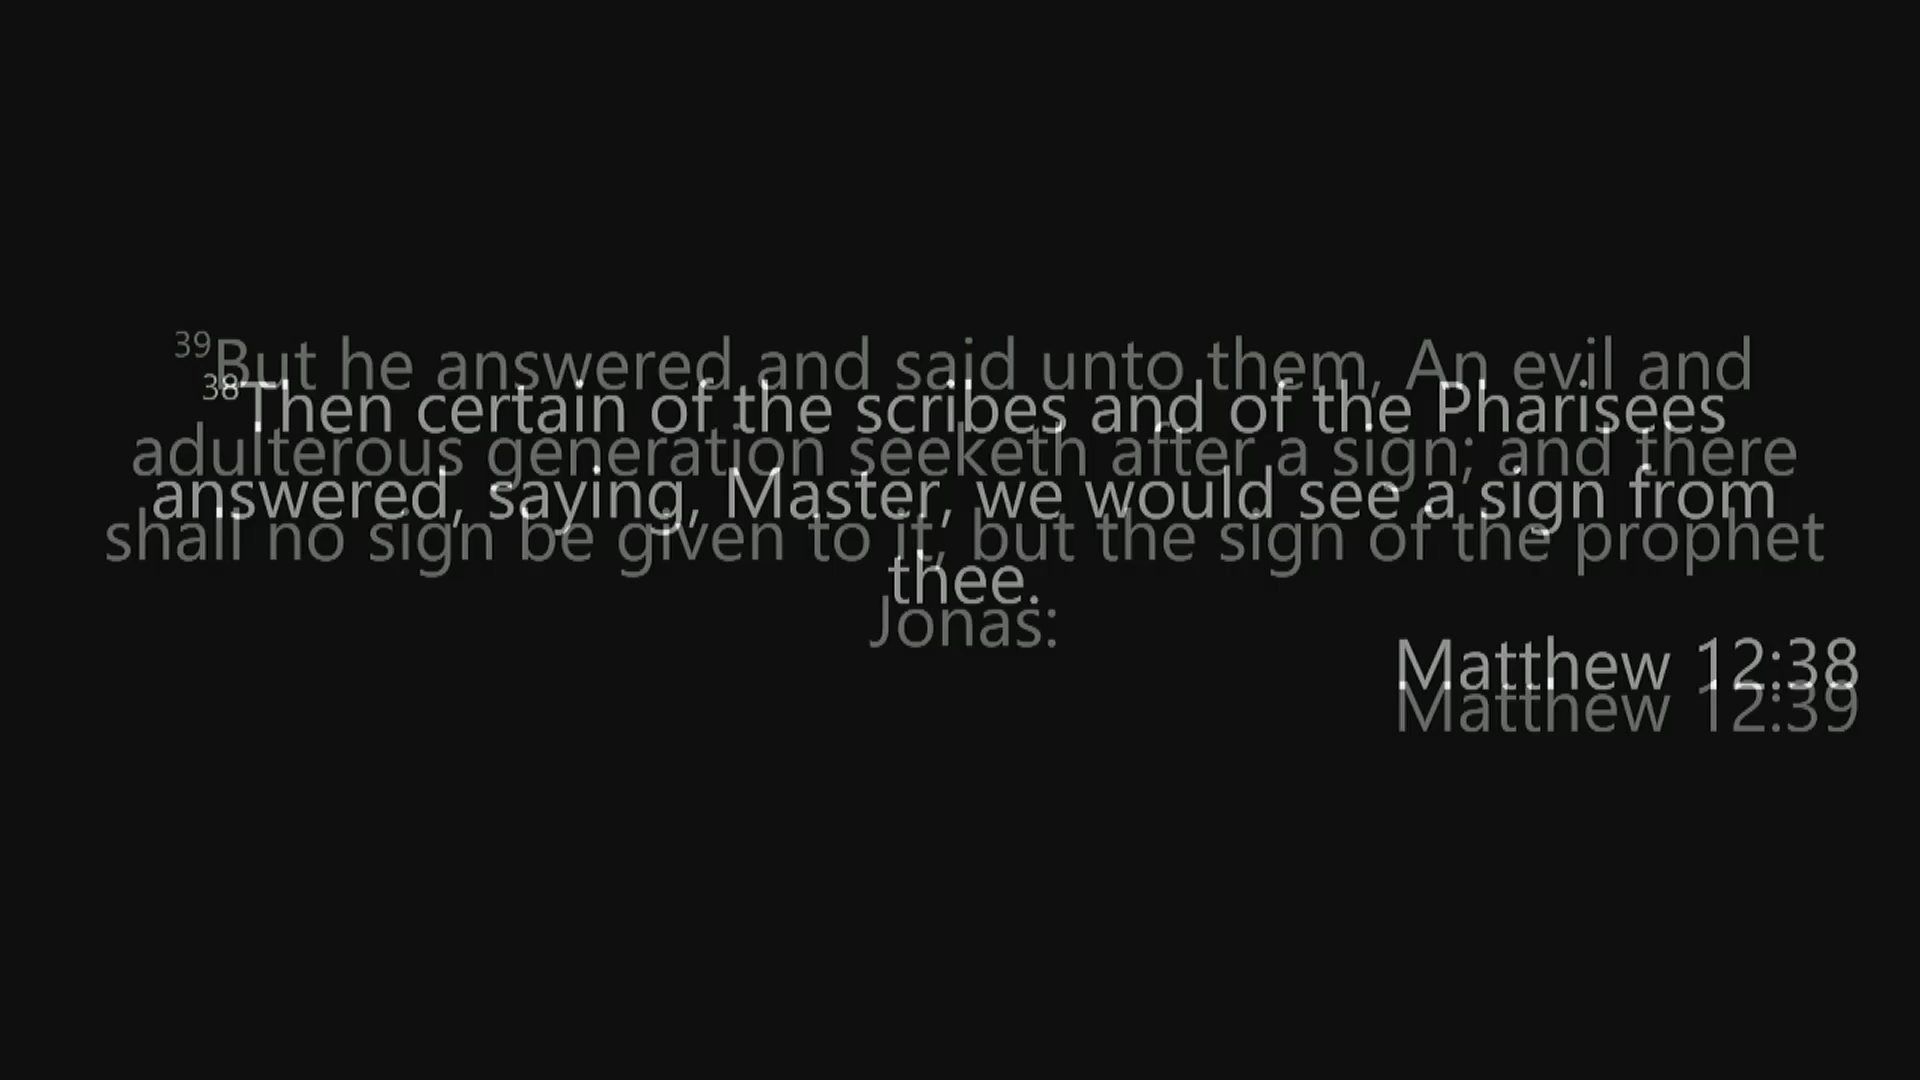 ³⁹But he answered and said unto them, An evil and
adulterous generation seeketh after a sign; and there
shall no sign be given to it, but the sign of the prophet
Jonas:
Matthew 12:39
³⁸Then certain of the scribes and of the Pharisees
answered, saying, Master, we would see a sign from
thee.
Matthew 12:38